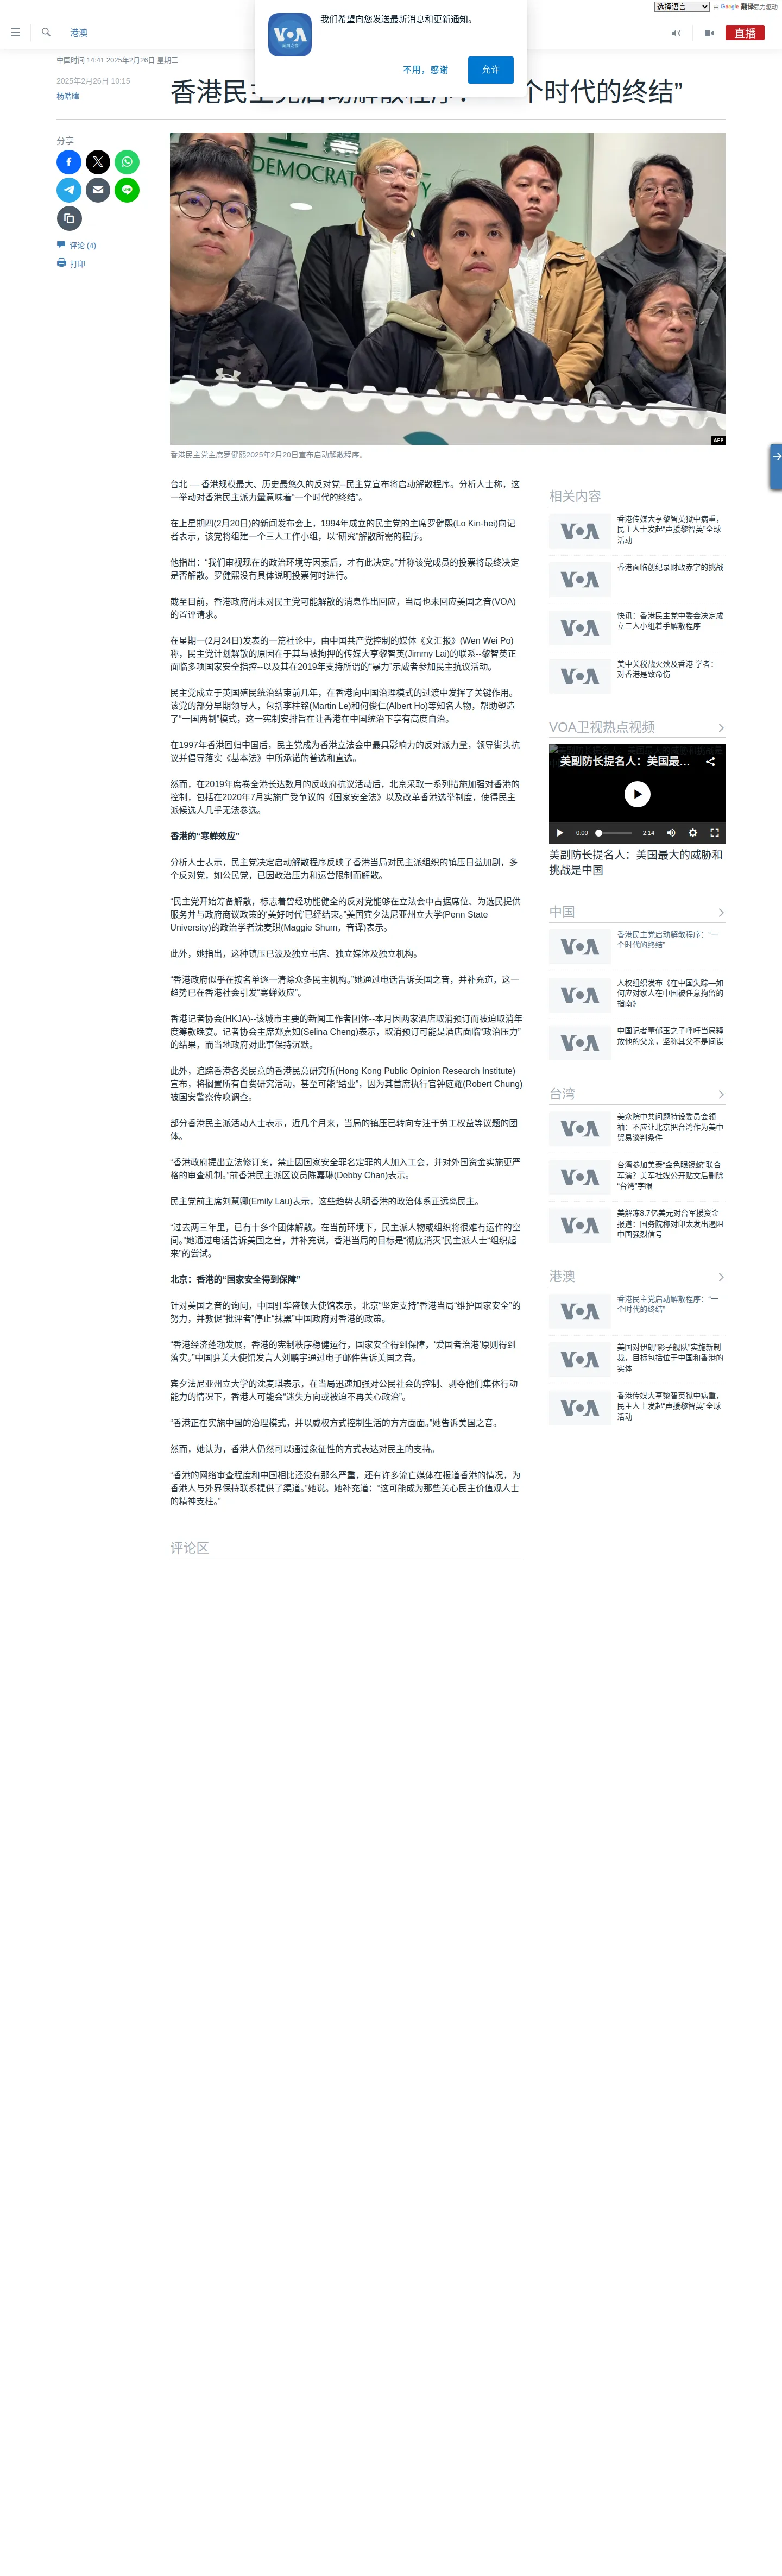 选择语言 由 Google 翻译强力驱动
我们希望向您发送最新消息和更新通知。
不用，感谢
允许
VOA
美国之音
港澳
直播
中国时间 14:41 2025年2月26日 星期三
2025年2月26日 10:15
杨皓暐
香港民主党启动解散程序：
个时代的终结”
分享
评论 (4)
打印
DEMOCRATIC
AFP
香港民主党主席罗健熙2025年2月20日宣布启动解散程序。
台北 — 香港规模最大、历史最悠久的反对党--民主党宣布将启动解散程序。分析人士称，这
一举动对香港民主派力量意味着“一个时代的终结”。
在上星期四(2月20日)的新闻发布会上，1994年成立的民主党的主席罗健熙(Lo Kin-hei)向记
者表示，该党将组建一个三人工作小组，以“研究”解散所需的程序。
他指出：“我们审视现在的政治环境等因素后，才有此决定。”并称该党成员的投票将最终决定
是否解散。罗健熙没有具体说明投票何时进行。
截至目前，香港政府尚未对民主党可能解散的消息作出回应，当局也未回应美国之音(VOA)
的置评请求。
在星期一(2月24日)发表的一篇社论中，由中国共产党控制的媒体《文汇报》(Wen Wei Po)
称，民主党计划解散的原因在于其与被拘押的传媒大亨黎智英(Jimmy Lai)的联系--黎智英正
面临多项国家安全指控--以及其在2019年支持所谓的“暴力”示威者参加民主抗议活动。
民主党成立于英国殖民统治结束前几年，在香港向中国治理模式的过渡中发挥了关键作用。
该党的部分早期领导人，包括李柱铭(Martin Le)和何俊仁(Albert Ho)等知名人物，帮助塑造
了“一国两制”模式，这一宪制安排旨在让香港在中国统治下享有高度自治。
在1997年香港回归中国后，民主党成为香港立法会中最具影响力的反对派力量，领导街头抗
议并倡导落实《基本法》中所承诺的普选和直选。
然而，在2019年席卷全港长达数月的反政府抗议活动后，北京采取一系列措施加强对香港的
控制，包括在2020年7月实施广受争议的《国家安全法》以及改革香港选举制度，使得民主
派候选人几乎无法参选。
香港的“寒蝉效应”
分析人士表示，民主党决定启动解散程序反映了香港当局对民主派组织的镇压日益加剧，多
个反对党，如公民党，已因政治压力和运营限制而解散。
“民主党开始筹备解散，标志着曾经功能健全的反对党能够在立法会中占据席位、为选民提供
服务并与政府商议政策的‘美好时代’已经结束。”美国宾夕法尼亚州立大学(Penn State
University)的政治学者沈麦琪(Maggie Shum，音译)表示。
此外，她指出，这种镇压已波及独立书店、独立媒体及独立机构。
“香港政府似乎在按名单逐一清除众多民主机构。”她通过电话告诉美国之音，并补充道，这一
趋势已在香港社会引发“寒蝉效应”。
香港记者协会(HKJA)--该城市主要的新闻工作者团体--本月因两家酒店取消预订而被迫取消年
度筹款晚宴。记者协会主席郑嘉如(Selina Cheng)表示，取消预订可能是酒店面临“政治压力”
的结果，而当地政府对此事保持沉默。
此外，追踪香港各类民意的香港民意研究所(Hong Kong Public Opinion Research Institute)
宣布，将搁置所有自费研究活动，甚至可能“结业”，因为其首席执行官钟庭耀(Robert Chung)
被国安警察传唤调查。
部分香港民主派活动人士表示，近几个月来，当局的镇压已转向专注于劳工权益等议题的团
体。
“香港政府提出立法修订案，禁止因国家安全罪名定罪的人加入工会，并对外国资金实施更严
格的审查机制。”前香港民主派区议员陈嘉琳(Debby Chan)表示。
民主党前主席刘慧卿(Emily Lau)表示，这些趋势表明香港的政治体系正远离民主。
“过去两三年里，已有十多个团体解散。在当前环境下，民主派人物或组织将很难有运作的空
间。”她通过电话告诉美国之音，并补充说，香港当局的目标是“彻底消灭”民主派人士“组织起
来”的尝试。
北京：香港的“国家安全得到保障”
针对美国之音的询问，中国驻华盛顿大使馆表示，北京“坚定支持”香港当局“维护国家安全”的
努力，并敦促“批评者”停止“抹黑”中国政府对香港的政策。
“香港经济蓬勃发展，香港的宪制秩序稳健运行，国家安全得到保障，‘爱国者治港’原则得到
落实。”中国驻美大使馆发言人刘鹏宇通过电子邮件告诉美国之音。
宾夕法尼亚州立大学的沈麦琪表示，在当局迅速加强对公民社会的控制、剥夺他们集体行动
能力的情况下，香港人可能会“迷失方向或被迫不再关心政治”。
“香港正在实施中国的治理模式，并以威权方式控制生活的方方面面。”她告诉美国之音。
然而，她认为，香港人仍然可以通过象征性的方式表达对民主的支持。
“香港的网络审查程度和中国相比还没有那么严重，还有许多流亡媒体在报道香港的情况，为
香港人与外界保持联系提供了渠道。”她说。她补充道：“这可能成为那些关心民主价值观人士
的精神支柱。”
评论区
相关内容
VOA
香港传媒大亨黎智英狱中病重，
民主人士发起“声援黎智英”全球
活动
VOA
香港面临创纪录财政赤字的挑战
VOA
快讯：香港民主党中委会决定成
立三人小组着手解散程序
VOA
美中关税战火殃及香港 学者：
对香港是致命伤
VOA卫视热点视频
美副防长提名人：美国最…
0:00
2:14
美副防长提名人：美国最大的威胁和
挑战是中国
中国
VOA
香港民主党启动解散程序：“一
个时代的终结”
VOA
人权组织发布《在中国失踪—如
何应对家人在中国被任意拘留的
指南》
VOA
中国记者董郁玉之子呼吁当局释
放他的父亲，坚称其父不是间谍
台湾
VOA
美众院中共问题特设委员会领
袖：不应让北京把台湾作为美中
贸易谈判条件
VOA
台湾参加美泰“金色眼镜蛇”联合
军演？美军社媒公开贴文后删除
“台湾”字眼
VOA
美解冻8.7亿美元对台军援资金
报道：国务院称对印太发出遏阻
中国强烈信号
港澳
VOA
香港民主党启动解散程序：“一
个时代的终结”
VOA
美国对伊朗“影子舰队”实施新制
裁，目标包括位于中国和香港的
实体
VOA
香港传媒大亨黎智英狱中病重，
民主人士发起“声援黎智英”全球
活动